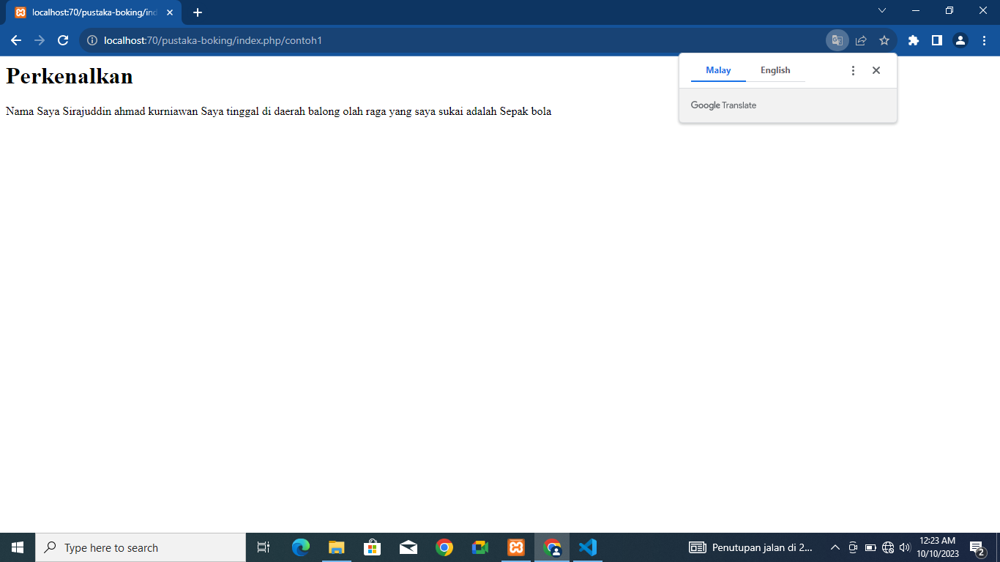 localhost:70/pustaka-boking/ind
localhost:70/pustaka-boking/index.php/contoh1
Malay English
Google Translate
Perkenalkan
Nama Saya Sirajuddin ahmad kurniawan Saya tinggal di daerah balong olah raga yang saya sukai adalah Sepak bola
Type here to search
Penutupan jalan di 2...
12:23 AM
10/10/2023
2